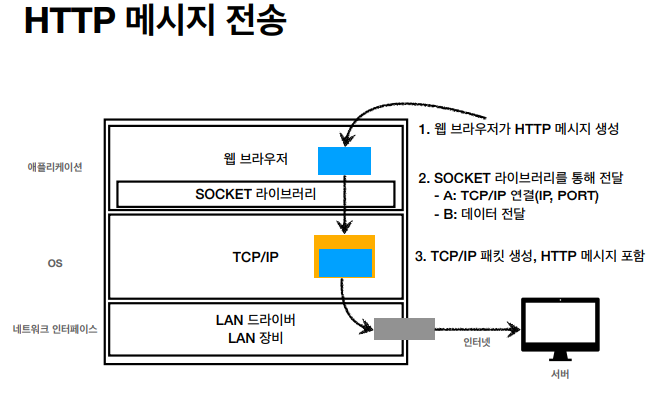 HTTP 메시지 전송
1. 웹 브라우저가 HTTP 메시지 생성
애플리케이션
웹 브라우저
SOCKET 라이브러리
2. SOCKET 라이브러리를 통해 전달
- A: TCP/IP 연결(IP, PORT)
- B: 데이터 전달
OS
TCP/IP
3. TCP/IP 패킷 생성, HTTP 메시지 포함
네트워크 인터페이스
LAN 드라이버
LAN 장비
인터넷
서버